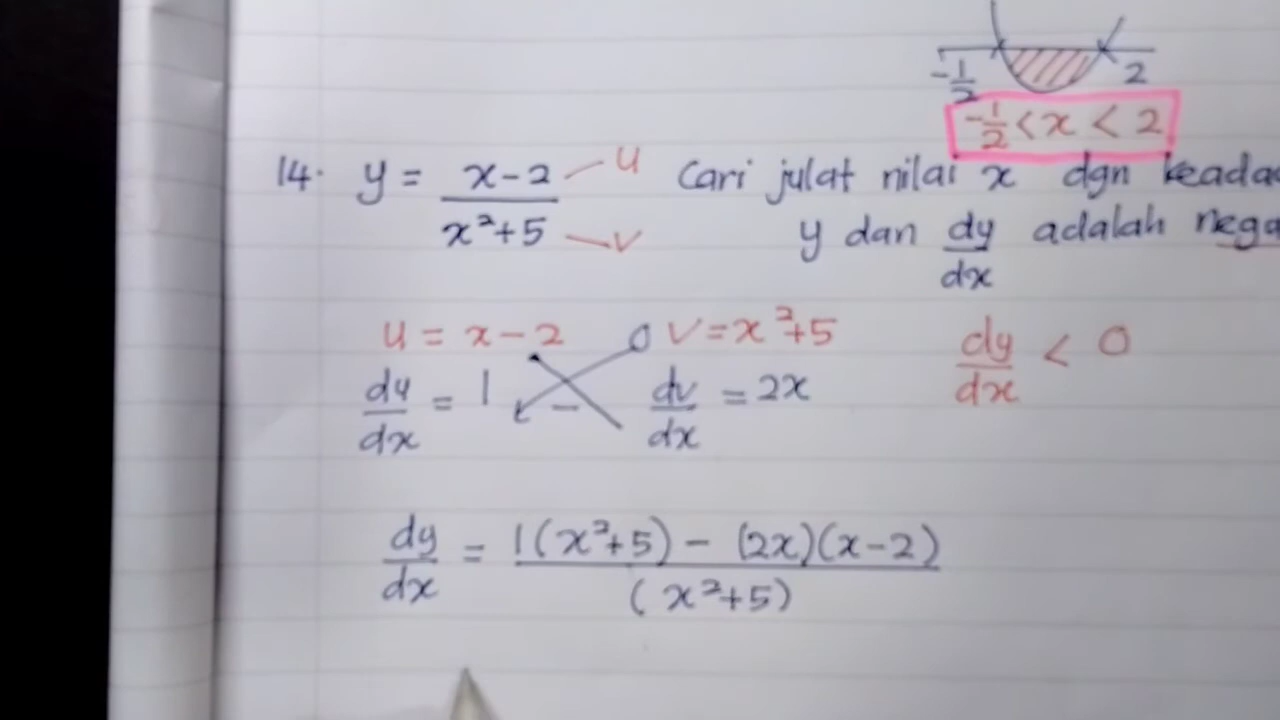 -1/2 2
-1/2 < x < 2
14. y = (x-2)/(x²+5) u v Cari julat nilai x dgn
y dan dy/dx adalah
u = x-2 v = x²+5 dy/dx < 0
du/dx = 1 - dv/dx = 2x
dy/dx = (1(x²+5) - (2x)(x-2))/(x²+5)